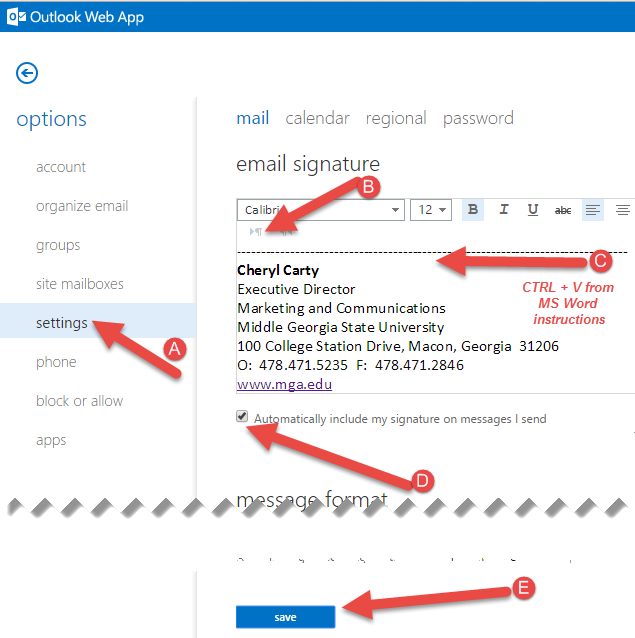 Outlook Web App
options
account
organize email
groups
site mailboxes
settings
phone
block or allow
apps
A
mail calendar regional password
email signature
B
Calibri 12 B I U abc
C
Cheryl Carty
Executive Director
Marketing and Communications
Middle Georgia State University
100 College Station Drive, Macon, Georgia 31206
O: 478.471.5235 F: 478.471.2846
www.mga.edu
CTRL + V from
MS Word
instructions
Automatically include my signature on messages I send
D
message format
E
save